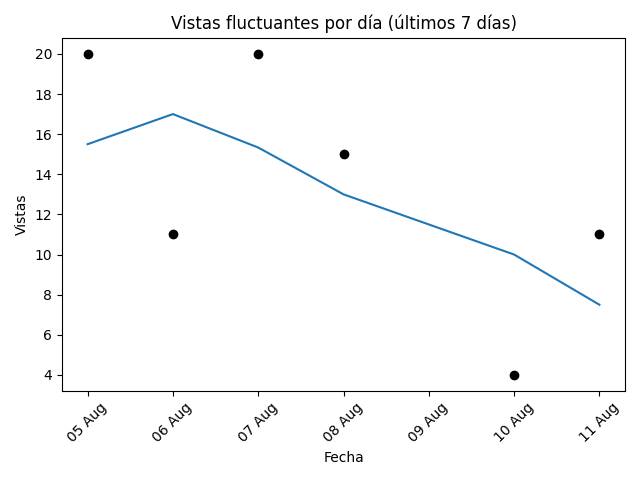 Vistas fluctuantes por día (últimos 7 días)
Vistas
20
18
16
14
12
10
8
6
4
05 Aug
06 Aug
07 Aug
08 Aug
09 Aug
10 Aug
11 Aug
Fecha